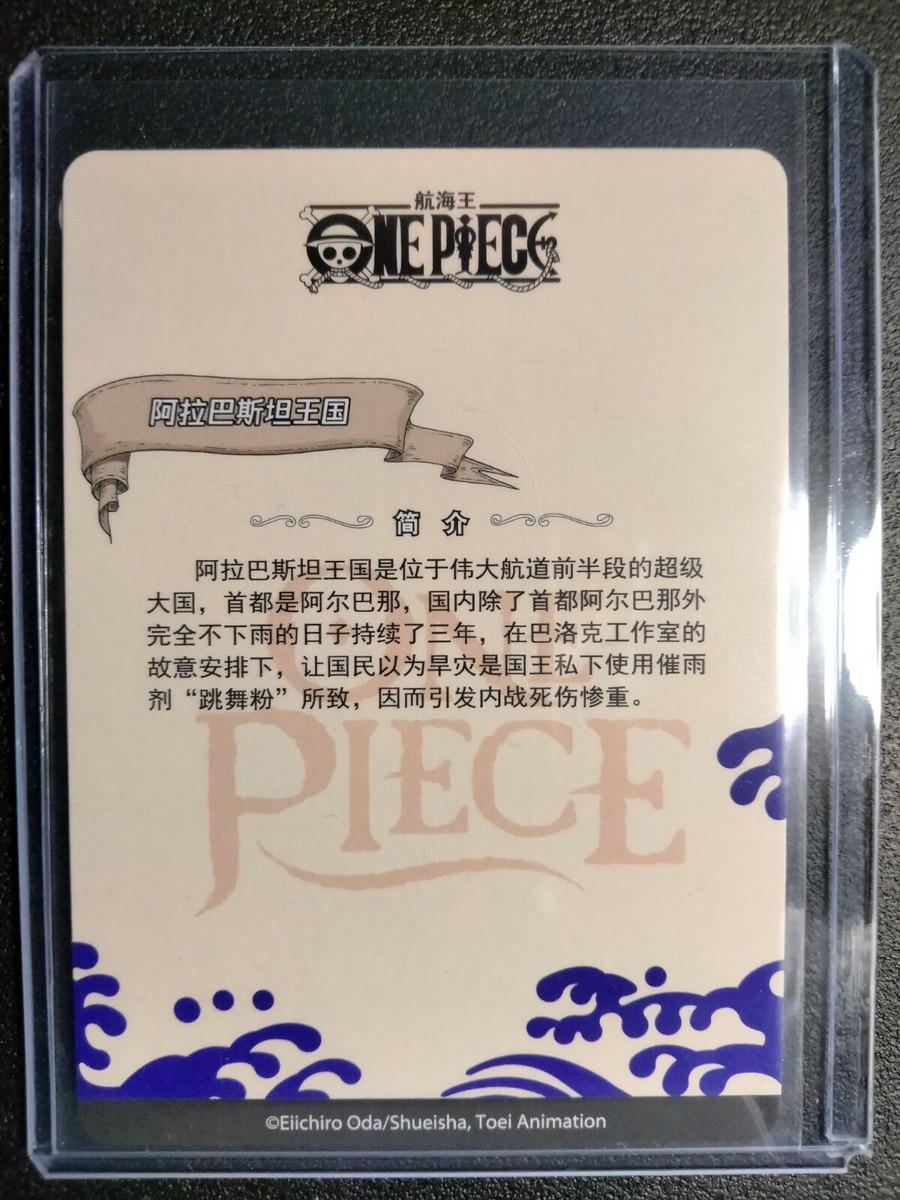 航海王
ONE PIECE
阿拉巴斯坦王国
简介
阿拉巴斯坦王国是位于伟大航道前半段的超级
大国，首都是阿尔巴那，国内除了首都阿尔巴那外
完全不下雨的日子持续了三年，在巴洛克工作室的
故意安排下，让国民以为旱灾是国王私下使用催雨
剂“跳舞粉”所致，因而引发内战死伤惨重。
ONE
PIECE
©Eiichiro Oda/Shueisha, Toei Animation